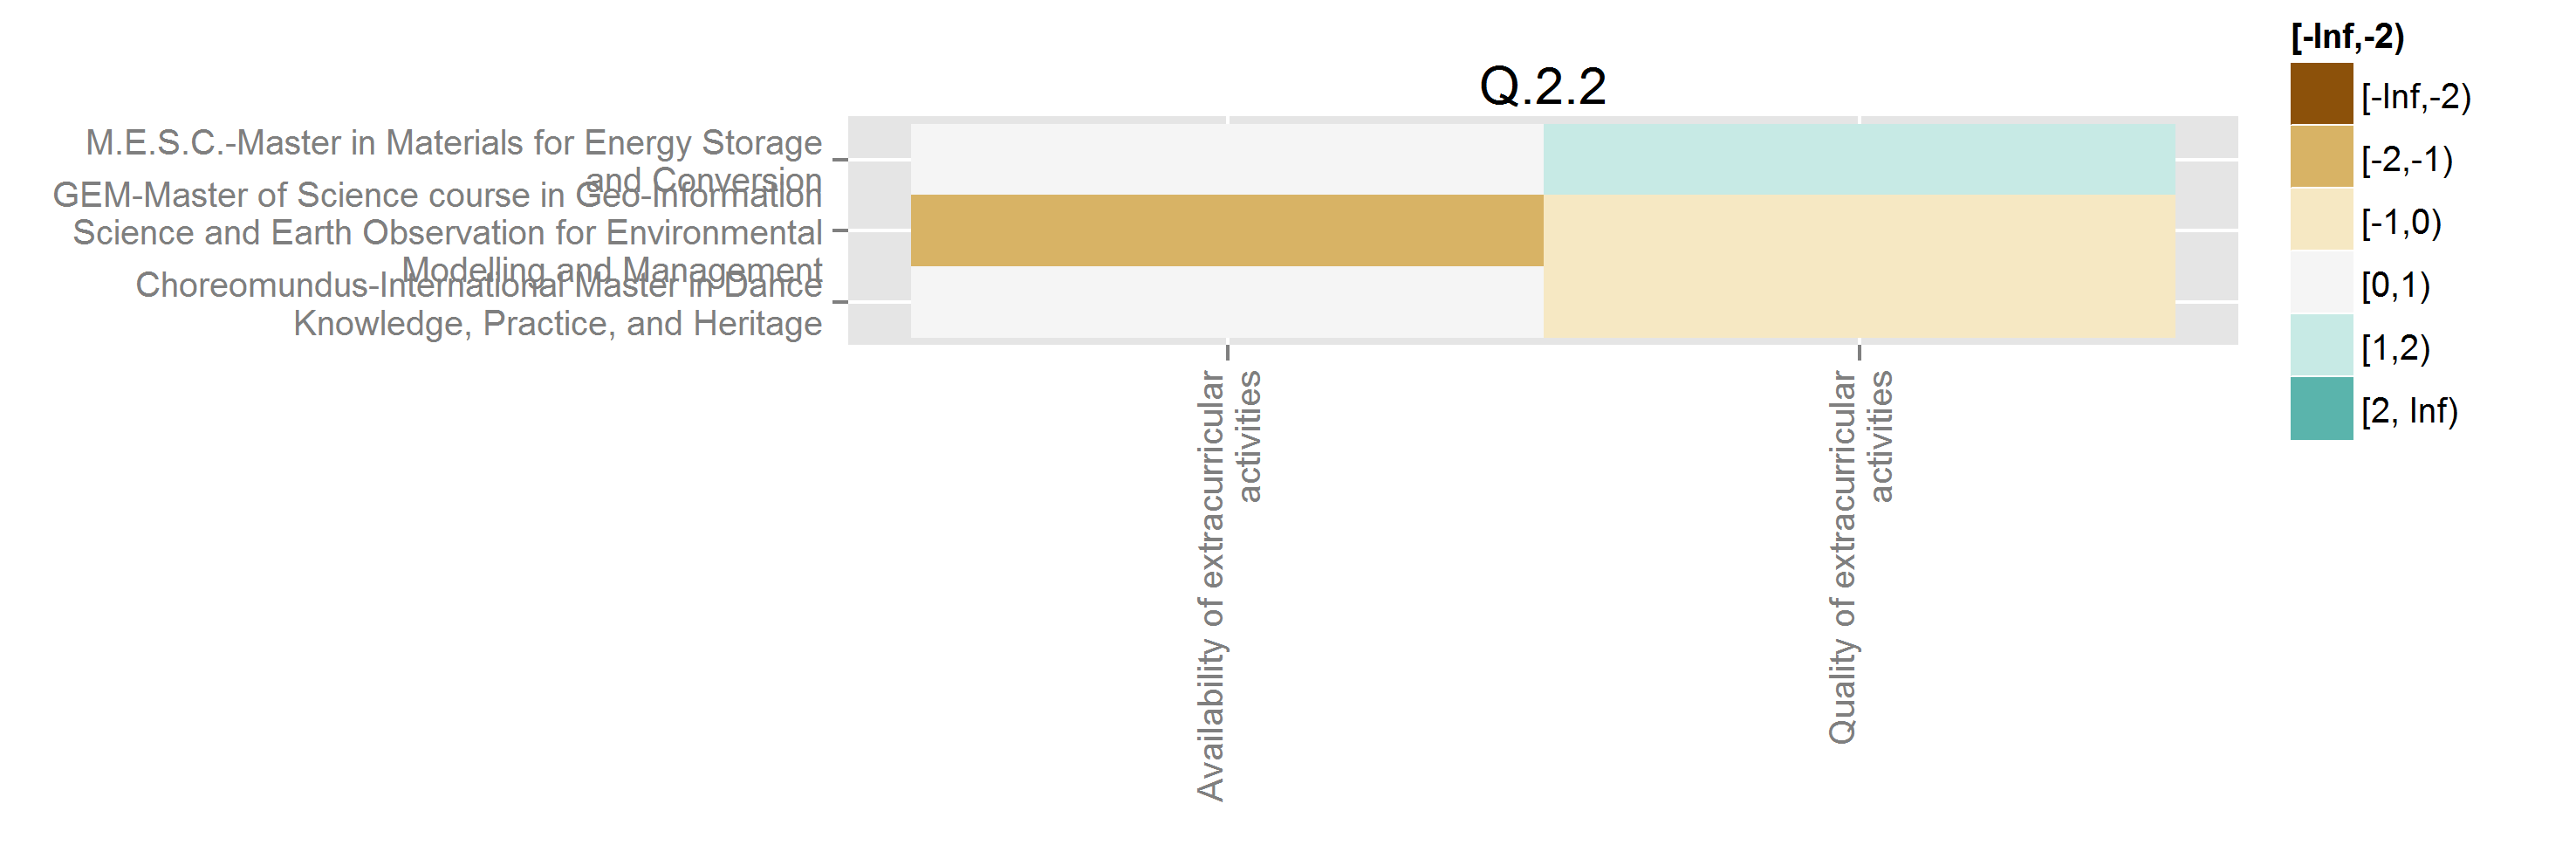 Q.2.2
M.E.S.C.-Master in Materials for Energy Storage
and Conversion
GEM-Master of Science course in Geo-Information
Science and Earth Observation for Environmental
Modelling and Management
Choreomundus-International Master in Dance
Knowledge, Practice, and Heritage
Availability of extracurricular
activities
Quality of extracurricular
activities
[-Inf,-2)
[-Inf,-2)
[-2,-1)
[-1,0)
[0,1)
[1,2)
[2, Inf)